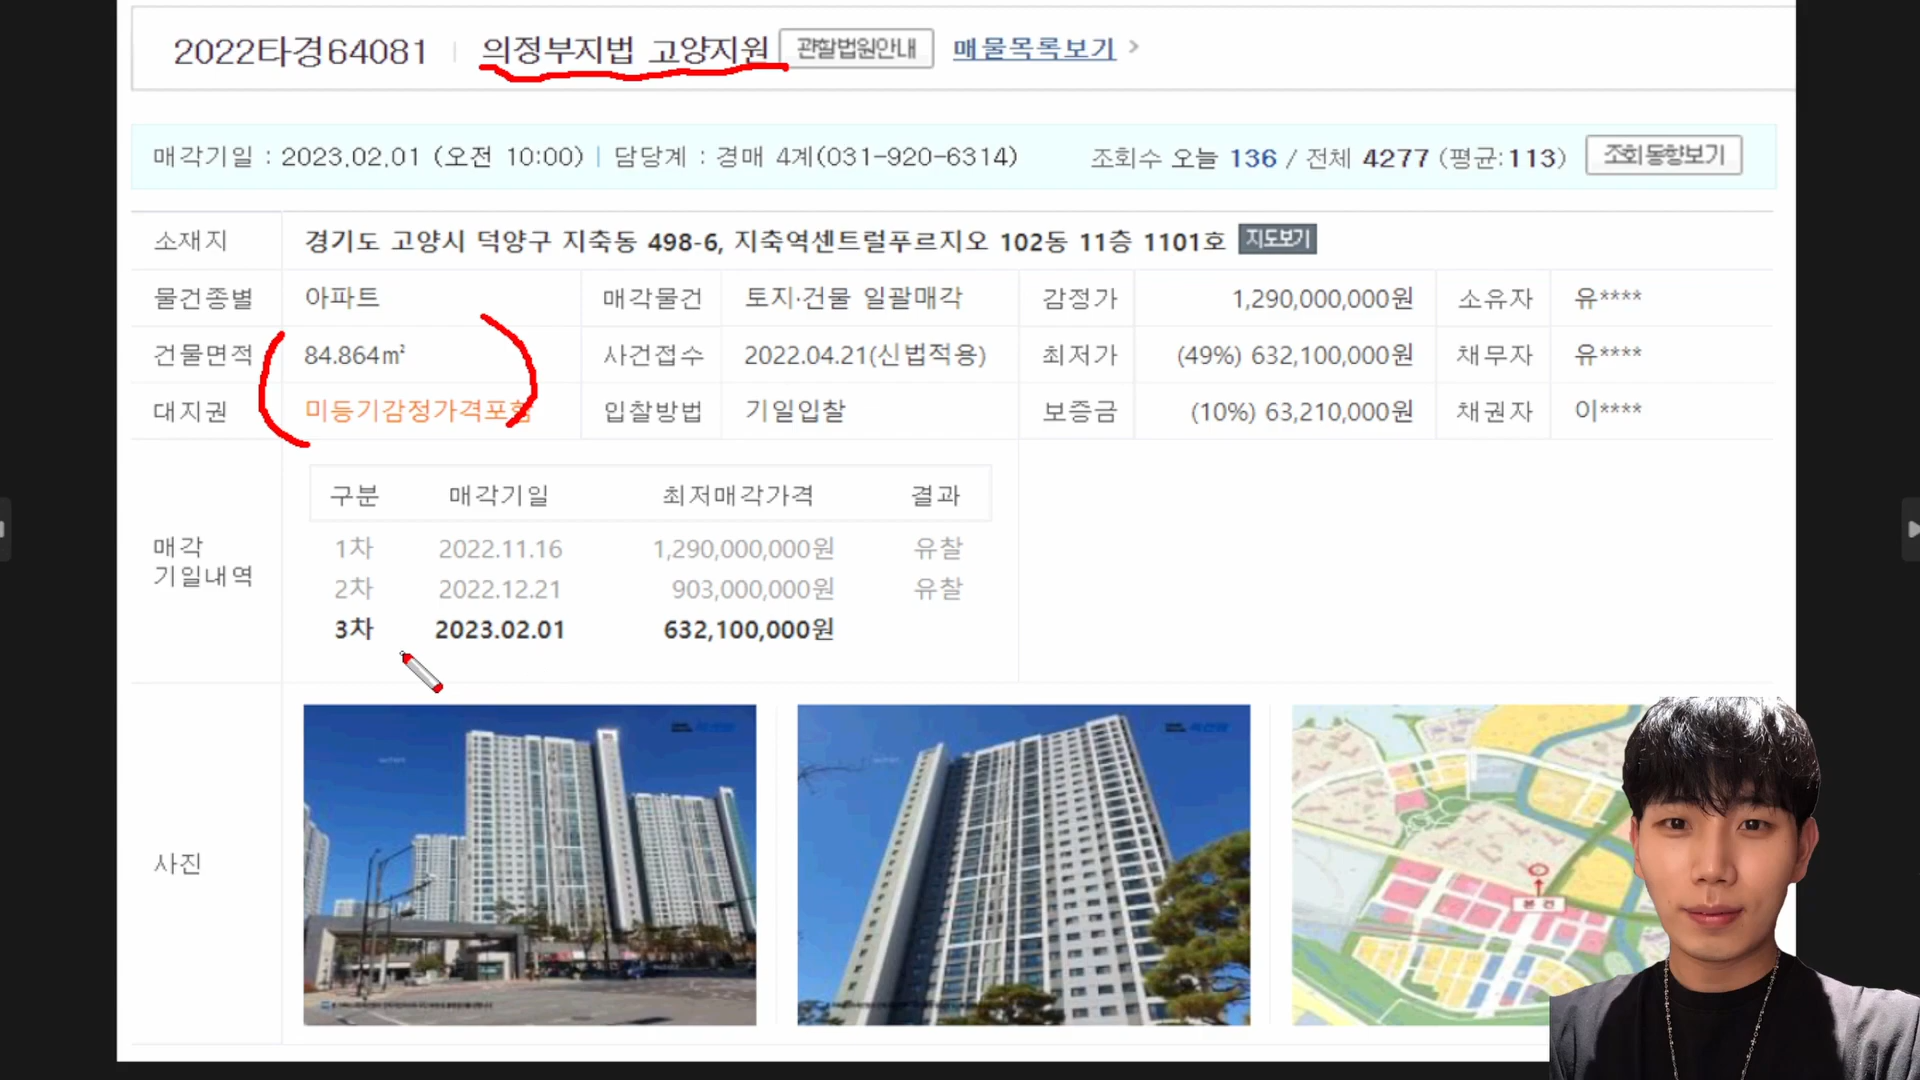 2022타경64081 의정부지법 고양지원 관할법원안내 매물목록보기 >
매각기일 : 2023.02.01 (오전 10:00) | 담당계 : 경매 4계(031-920-6314) 조회수 오늘 136 / 전체 4277 (평균:113) 조회동향보기
소재지 경기도 고양시 덕양구 지축동 498-6, 지축역센트럴푸르지오 102동 11층 1101호 지도보기
물건종별 아파트 매각물건 토지·건물 일괄매각 감정가 1,290,000,000원 소유자 유****
건물면적 84.864㎡ 사건접수 2022.04.21(신법적용) 최저가 (49%) 632,100,000원 채무자 유****
대지권 미등기감정가격포함 입찰방법 기일입찰 보증금 (10%) 63,210,000원 채권자 이****
구분 매각기일 최저매각가격 결과
매각
기일내역
1차 2022.11.16 1,290,000,000원 유찰
2차 2022.12.21 903,000,000원 유찰
3차 2023.02.01 632,100,000원
사진
본 건